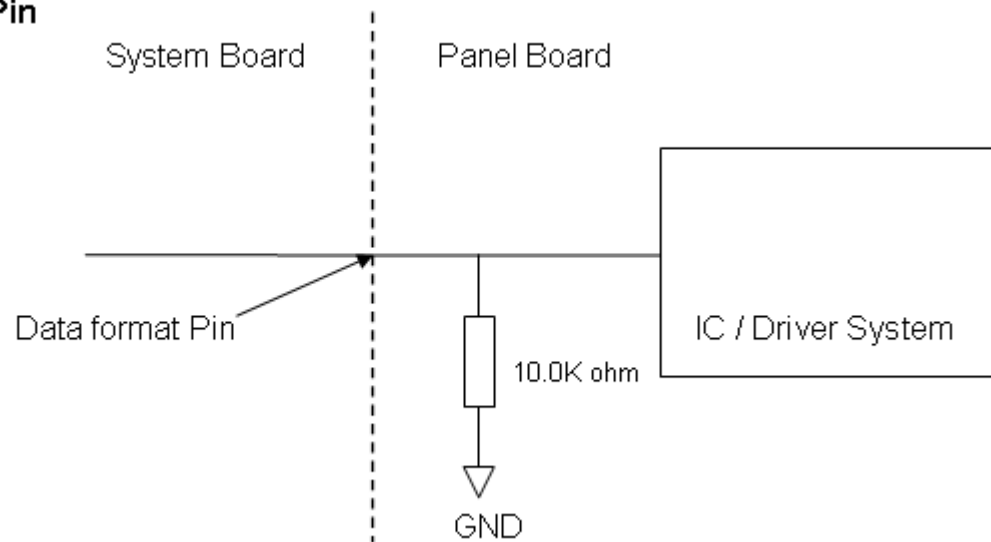 Pin
System Board
Panel Board
Data format Pin
IC / Driver System
10.0K ohm
GND